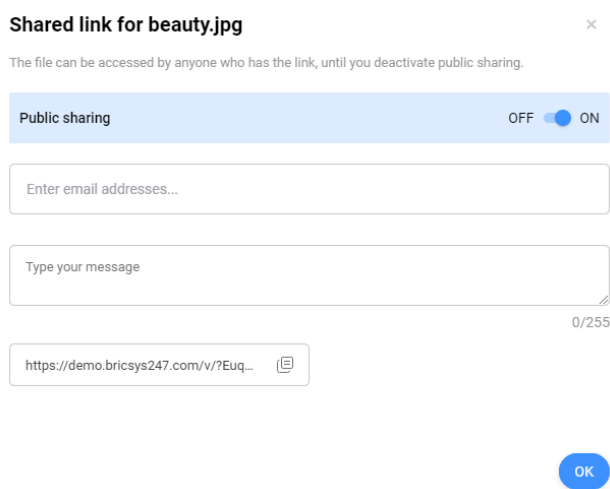 Shared link for beauty.jpg
The file can be accessed by anyone who has the link, until you deactivate public sharing.
Public sharing OFF ON
Enter email addresses...
Type your message
0/255
https://demo.bricsys247.com/v/?Euq...
OK